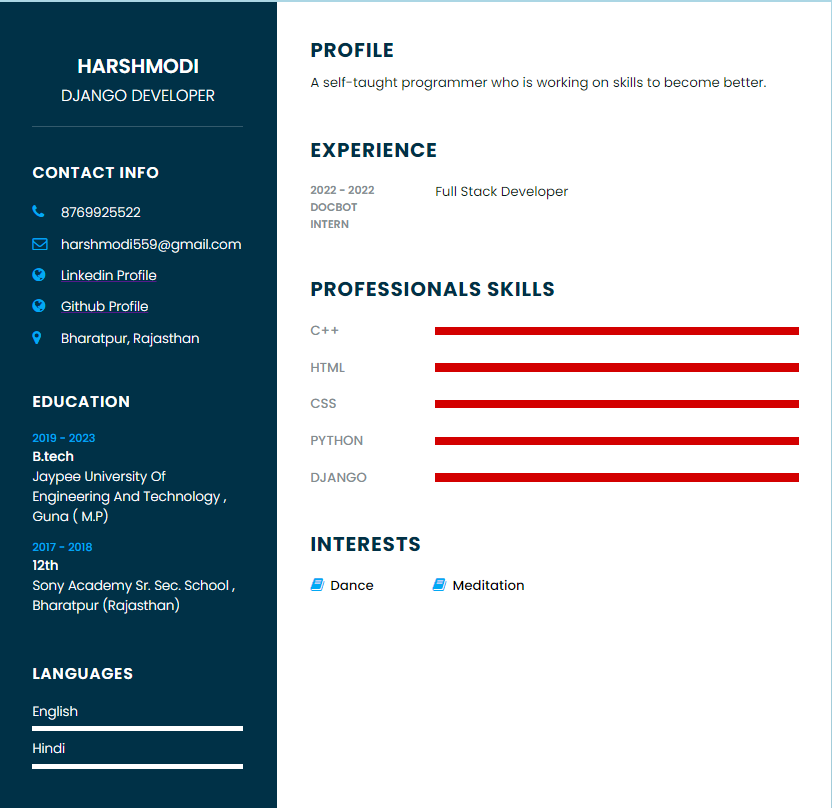 HARSHMODI
DJANGO DEVELOPER
CONTACT INFO
8769925522
harshmodi559@gmail.com
Linkedin Profile
Github Profile
Bharatpur, Rajasthan
EDUCATION
2019 - 2023
B.tech
Jaypee University Of
Engineering And Technology ,
Guna ( M.P)
2017 - 2018
12th
Sony Academy Sr. Sec. School ,
Bharatpur (Rajasthan)
LANGUAGES
English
Hindi
PROFILE
A self-taught programmer who is working on skills to become better.
EXPERIENCE
2022 - 2022
DOCBOT
INTERN
Full Stack Developer
PROFESSIONALS SKILLS
C++
HTML
CSS
PYTHON
DJANGO
INTERESTS
Dance
Meditation